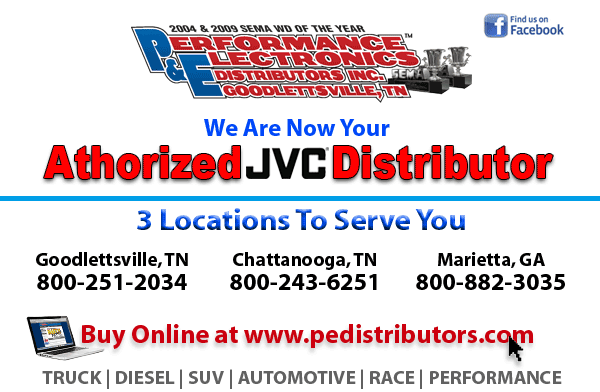 2004 & 2009 SEMA WD OF THE YEAR
Find us on
Facebook
PERFORMANCE™
& ELECTRONICS
DISTRIBUTORS INC.
GOODLETTSVILLE, TN
SEMA
We Are Now Your
Athorized JVC® Distributor
3 Locations To Serve You
Goodlettsville, TN Chattanooga, TN Marietta, GA
800-251-2034 800-243-6251 800-882-3035
Buy Online at www.pedistributors.com
TRUCK | DIESEL | SUV | AUTOMOTIVE | RACE | PERFORMANCE